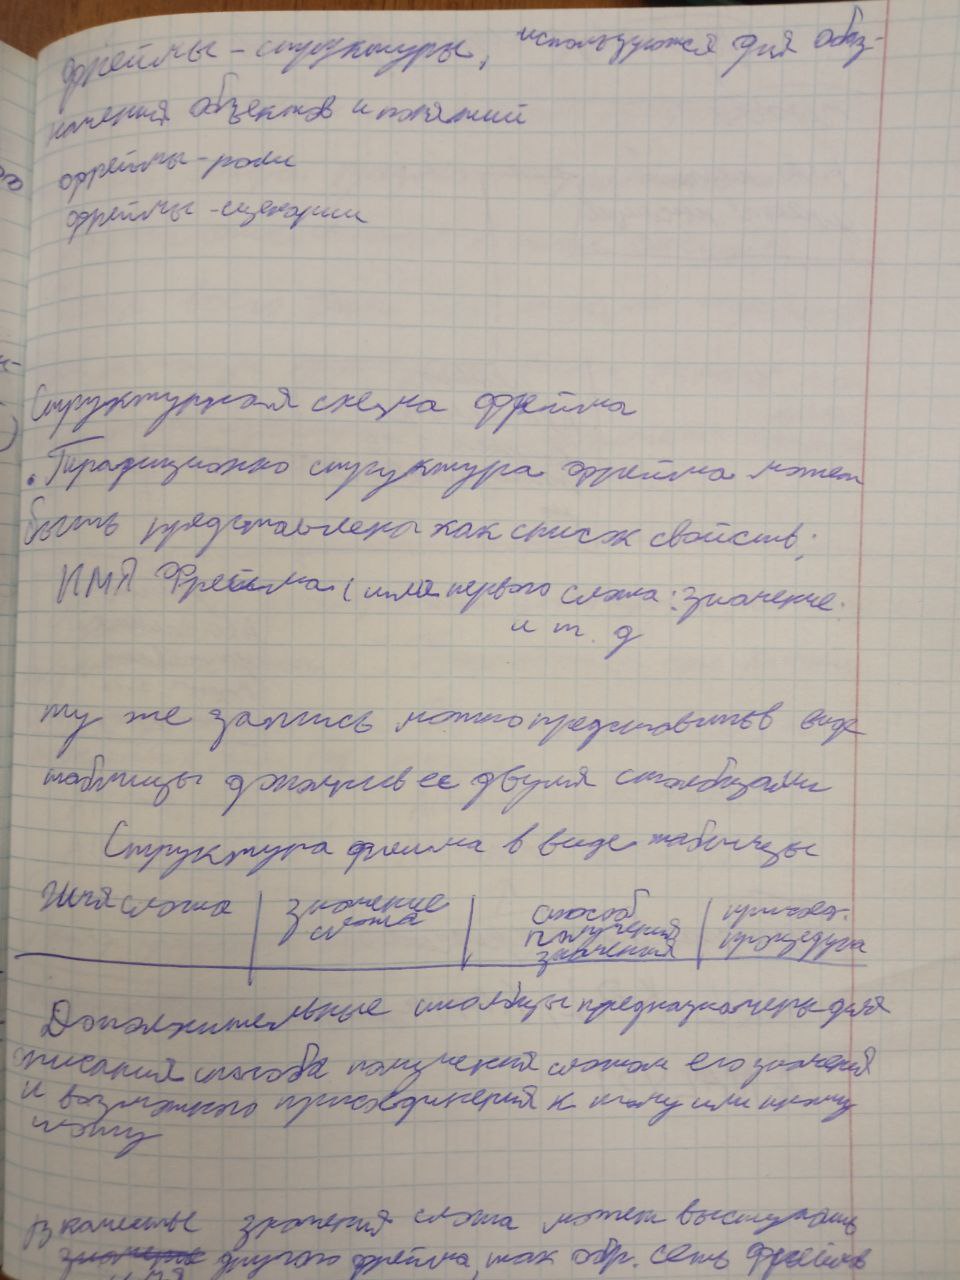 фреймы-структуры, используются для обоз-
начения объектов и понятий
фреймы-роли
фреймы-сценарии
Структурная схема фрейма
• Традиционно структура фрейма может
быть представлена как список свойств:
ИМЯ Фрейма (имя первого слота: значение.
и т. д
ту же запись можно представить в виде
таблицы дополнив ее двумя столбцами
Структура фрейма в виде таблицы
Имя слота | значение слота | способ получения значения | присоед. процедура
Дополнительные столбцы предназначены для
описания способа получения слотом его значения
и возможного присоединения к тому или иному
слоту
В качестве значения слота может выступать
другого фрейма, так обр. сеть фреймов
имя